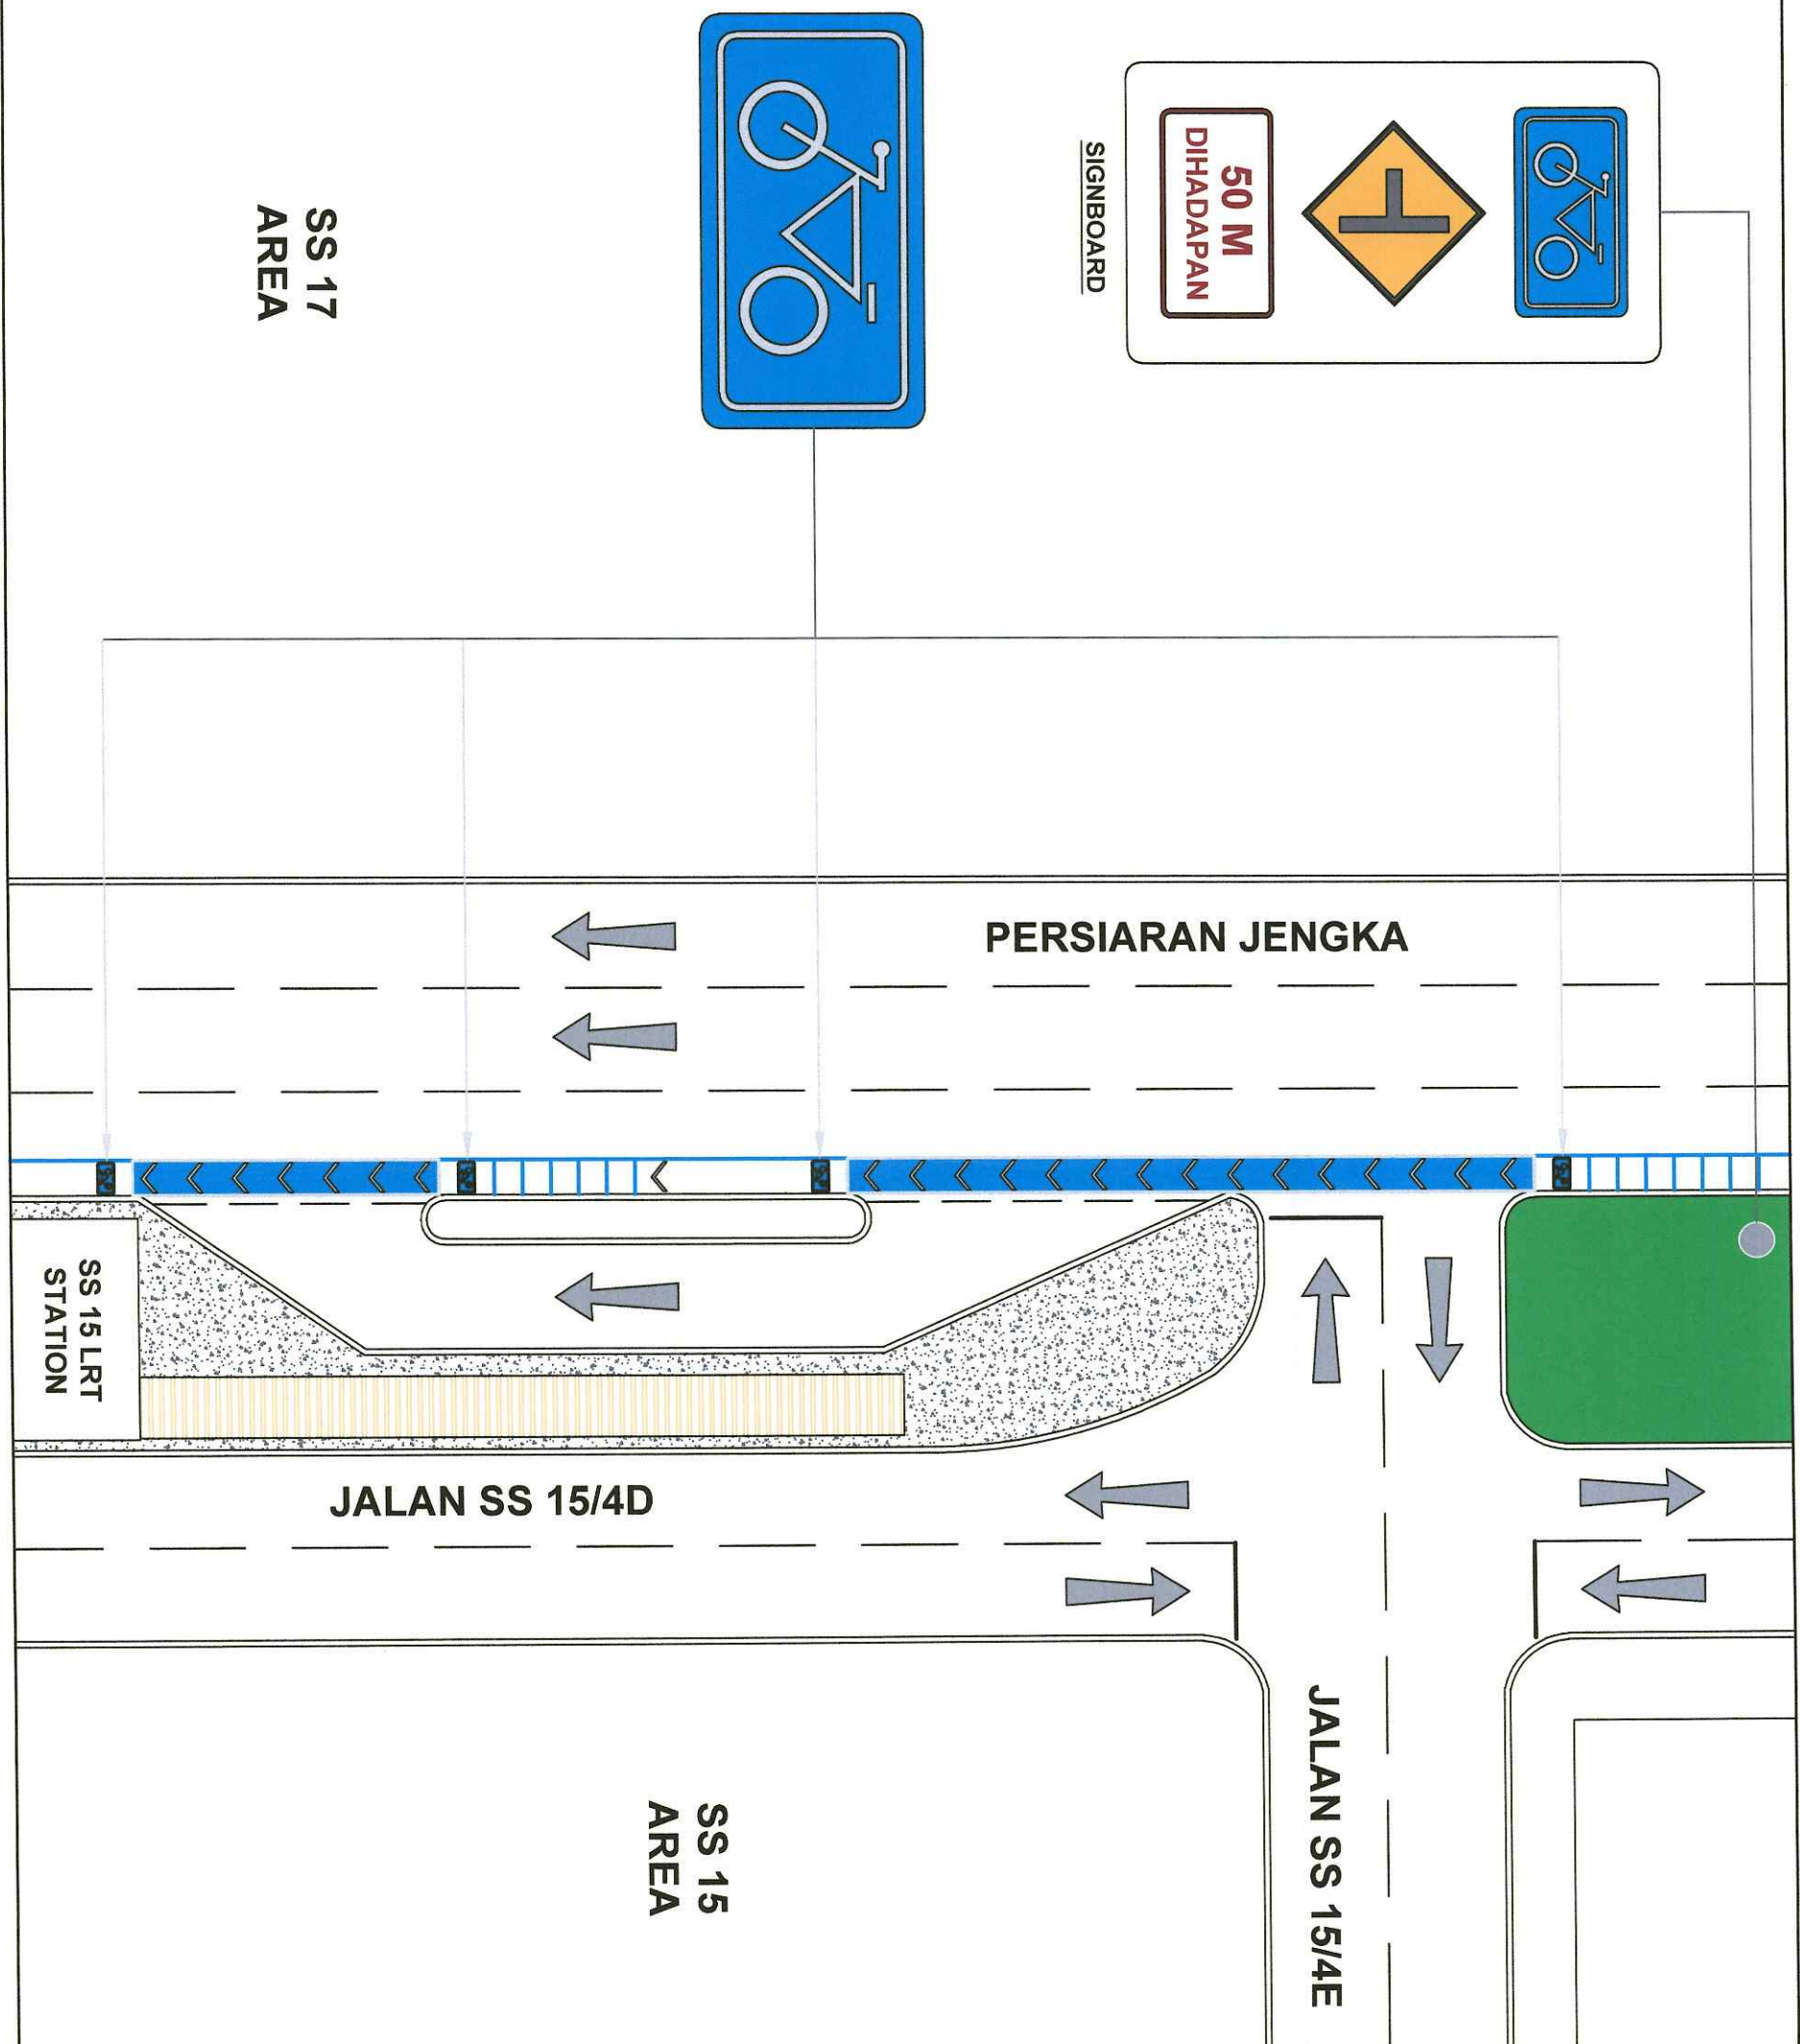 50 M
DIHADAPAN
SIGNBOARD
SS 17
AREA
PERSIARAN JENGKA
SS 15 LRT
STATION
JALAN SS 15/4D
JALAN SS 15/4E
SS 15
AREA